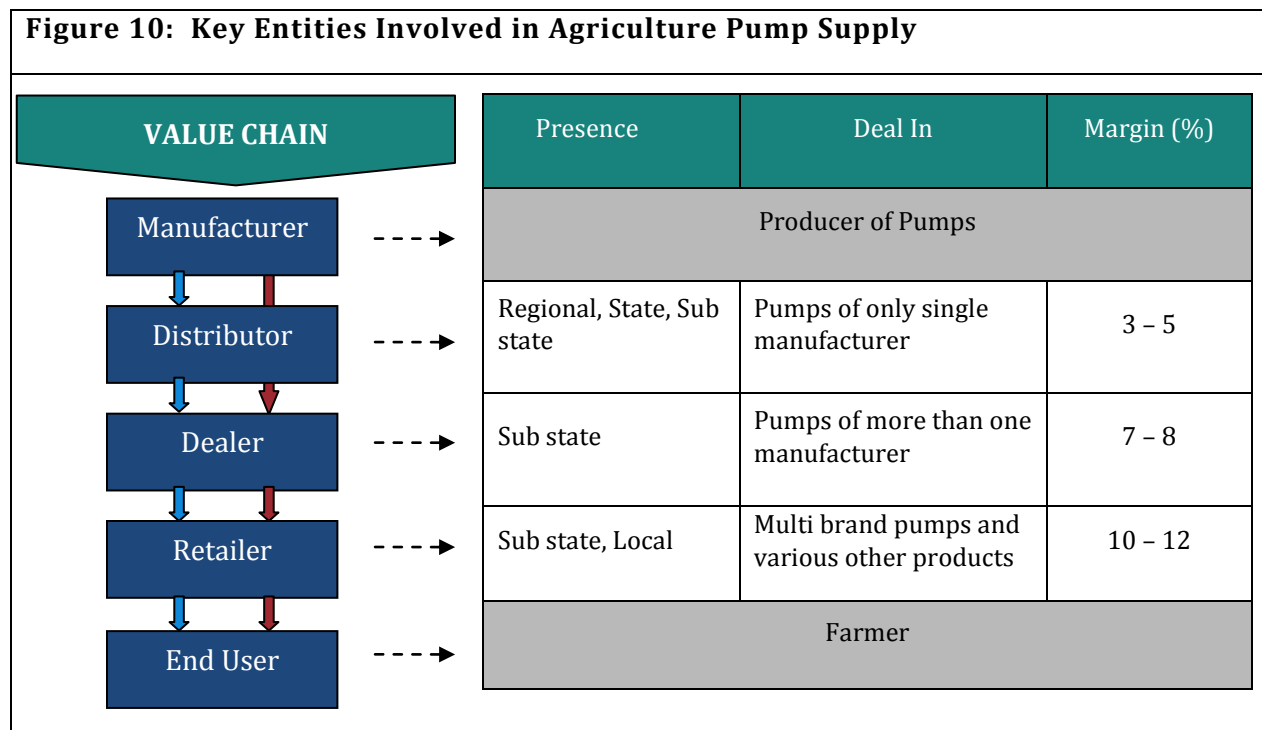 Figure 10:  Key Entities Involved in Agriculture Pump Supply
VALUE CHAIN
Presence
Deal In
Margin (%)
Manufacturer
Producer of Pumps
Distributor
Regional, State, Sub
state
Pumps of only single
manufacturer
3 – 5
Dealer
Sub state
Pumps of more than one
manufacturer
7 – 8
Retailer
Sub state, Local
Multi brand pumps and
various other products
10 – 12
End User
Farmer